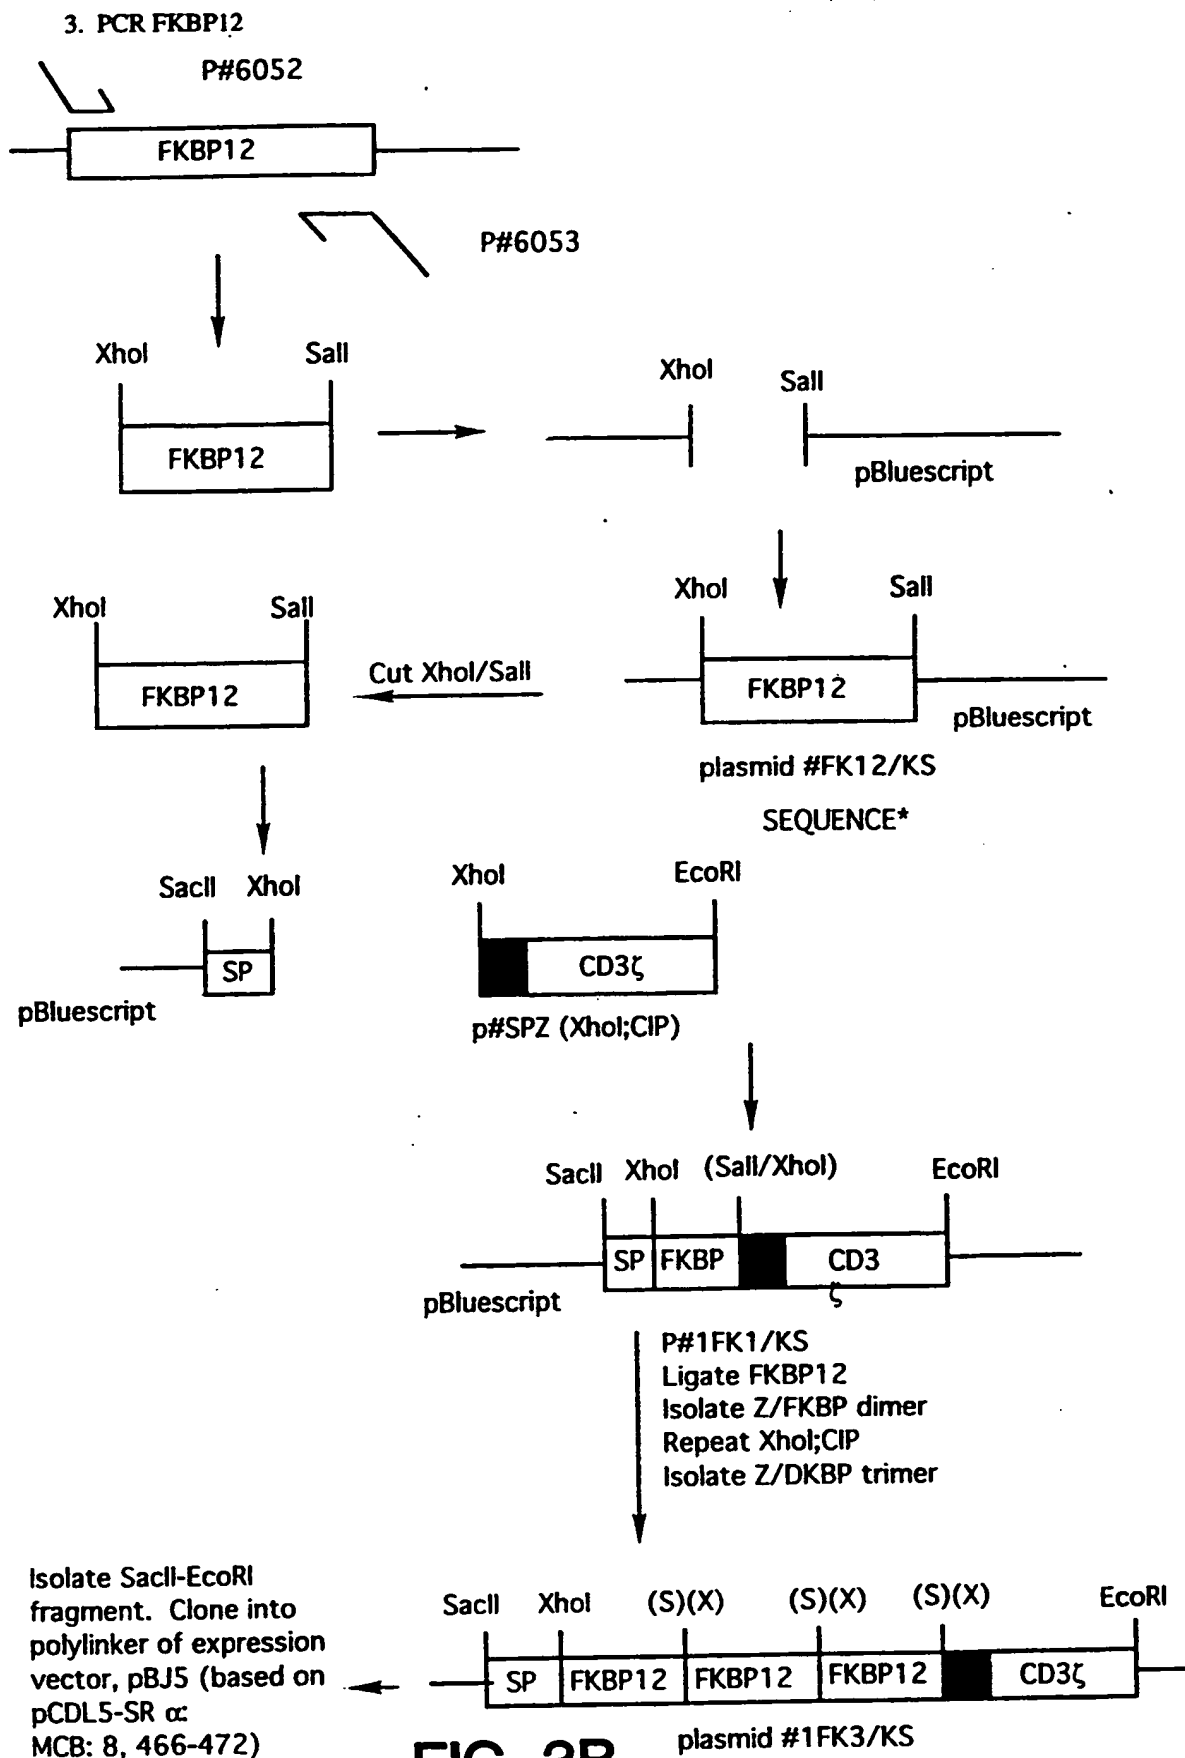 3. PCR FKBP12
P#6052
FKBP12
P#6053
XhoI SalI
FKBP12
XhoI SalI
pBluescript
XhoI SalI
FKBP12
Cut XhoI/SalI
XhoI SalI
FKBP12
pBluescript
plasmid #FK12/KS
SEQUENCE*
SacII XhoI
SP
pBluescript
XhoI EcoRI
CD3ζ
p#SPZ (XhoI;CIP)
SacII XhoI (SalI/XhoI) EcoRI
SP FKBP CD3
ζ
pBluescript
P#1FK1/KS
Ligate FKBP12
Isolate Z/FKBP dimer
Repeat XhoI;CIP
Isolate Z/DKBP trimer
Isolate SacII-EcoRI
fragment. Clone into
polylinker of expression
vector, pBJ5 (based on
pCDL5-SR α:
MCB: 8, 466-472)
SacII XhoI (S)(X) (S)(X) (S)(X) EcoRI
SP FKBP12 FKBP12 FKBP12 CD3ζ
plasmid #1FK3/KS